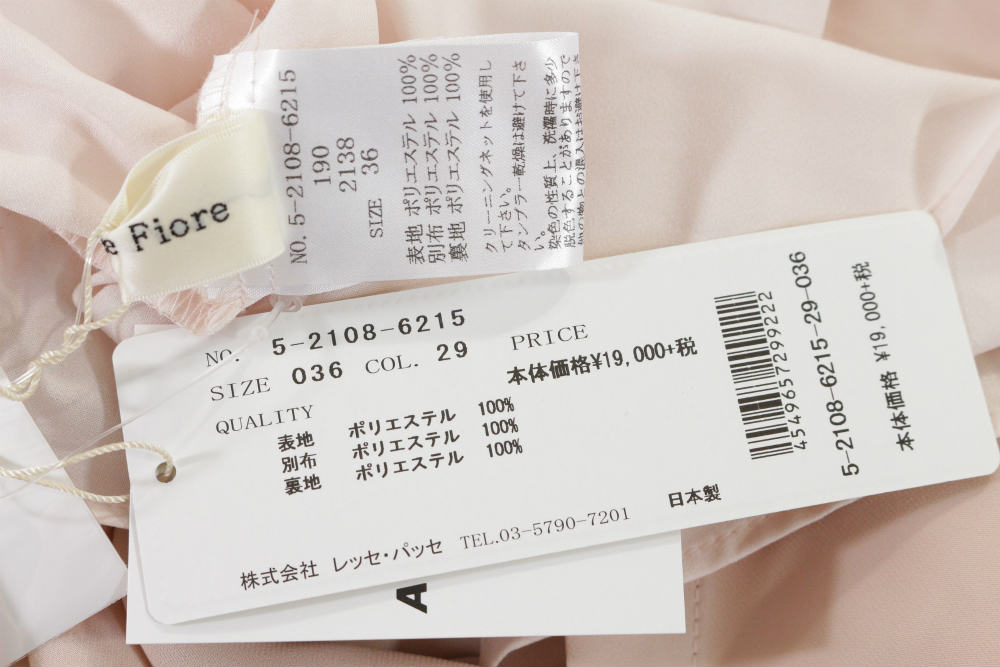 Fiore
NO. 5-2108-6215
190
2138
SIZE 36
表地 ポリエステル 100%
別布 ポリエステル 100%
裏地 ポリエステル 100%
クリーニングネットを使用し
て下さい。
タンブラー乾燥は避けて下さ
い。
染色の性質上、洗濯時に多少
脱色することがありますので
NO. 5-2108-6215
SIZE 036 COL. 29
PRICE
本体価格¥19,000+税
QUALITY
表地 ポリエステル 100%
別布 ポリエステル 100%
裏地 ポリエステル 100%
日本製
株式会社 レッセ・パッセ TEL.03-5790-7201
4549657299222
5-2108-6215-29-036
本体価格 ¥19,000+税
A